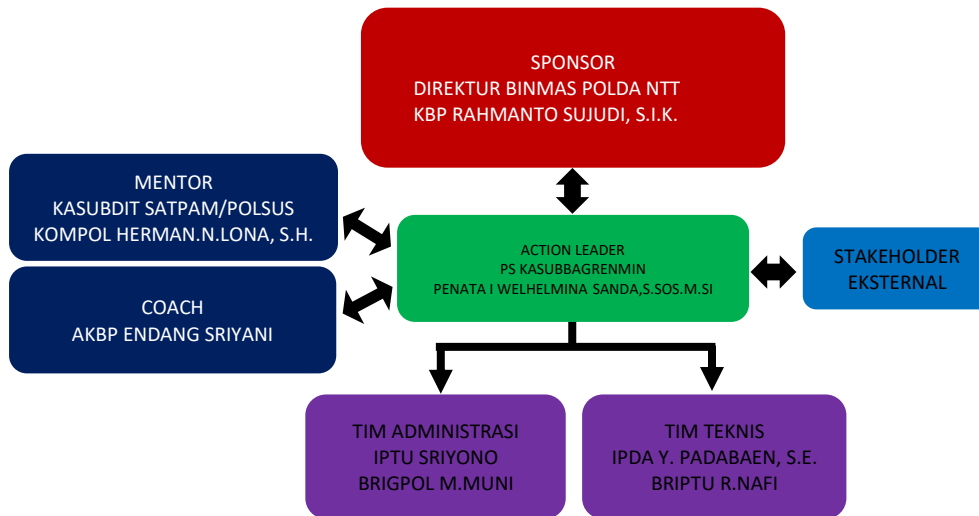 SPONSOR
DIREKTUR BINMAS POLDA NTT
KBP RAHMANTO SUJUDI, S.I.K.
MENTOR
KASUBDIT SATPAM/POLSUS
KOMPOL HERMAN.N.LONA, S.H.
ACTION LEADER
PS KASUBBAGRENMIN
PENATA I WELHELMINA SANDA,S.SOS.M.SI
STAKEHOLDER
EKSTERNAL
COACH
AKBP ENDANG SRIYANI
TIM ADMINISTRASI
IPTU SRIYONO
BRIGPOL M.MUNI
TIM TEKNIS
IPDA Y. PADABAEN, S.E.
BRIPTU R.NAFI